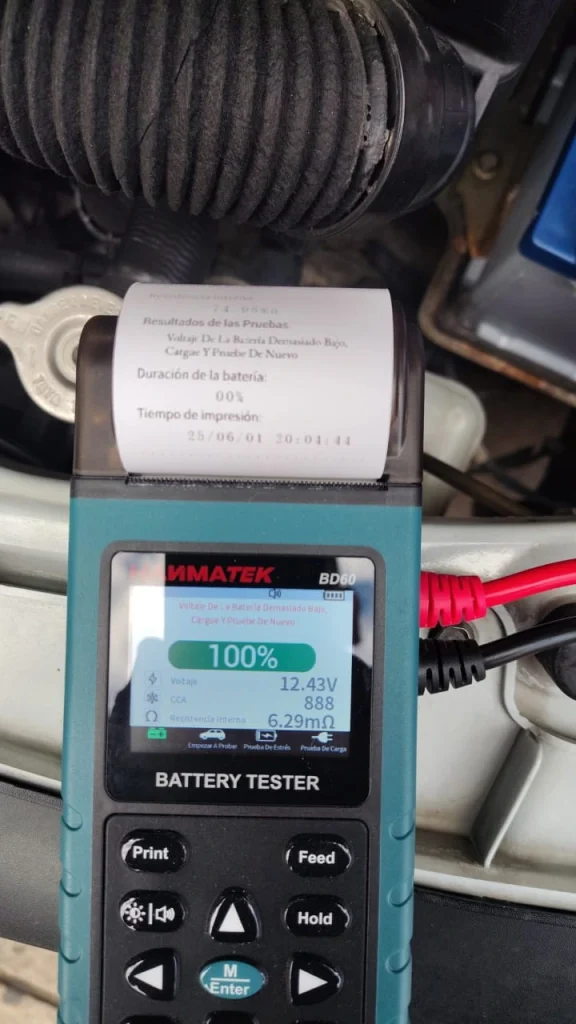 Resultados de las Pruebas:
Voltaje De La Batería Demasiado Bajo,
Cargue Y Pruebe De Nuevo
Duración de la batería:
00%
Tiempo de impresión:
25/06/01 20:04:44
BD60
Voltaje De La Batería Demasiado Bajo,
Cargue Y Pruebe De Nuevo
100%
Voltaje 12.43V
CCA 888
Resistencia interna 6.29mΩ
Empezar A Probar Prueba De Estrés Prueba De Carga
BATTERY TESTER
Print Feed
Hold
M
Enter